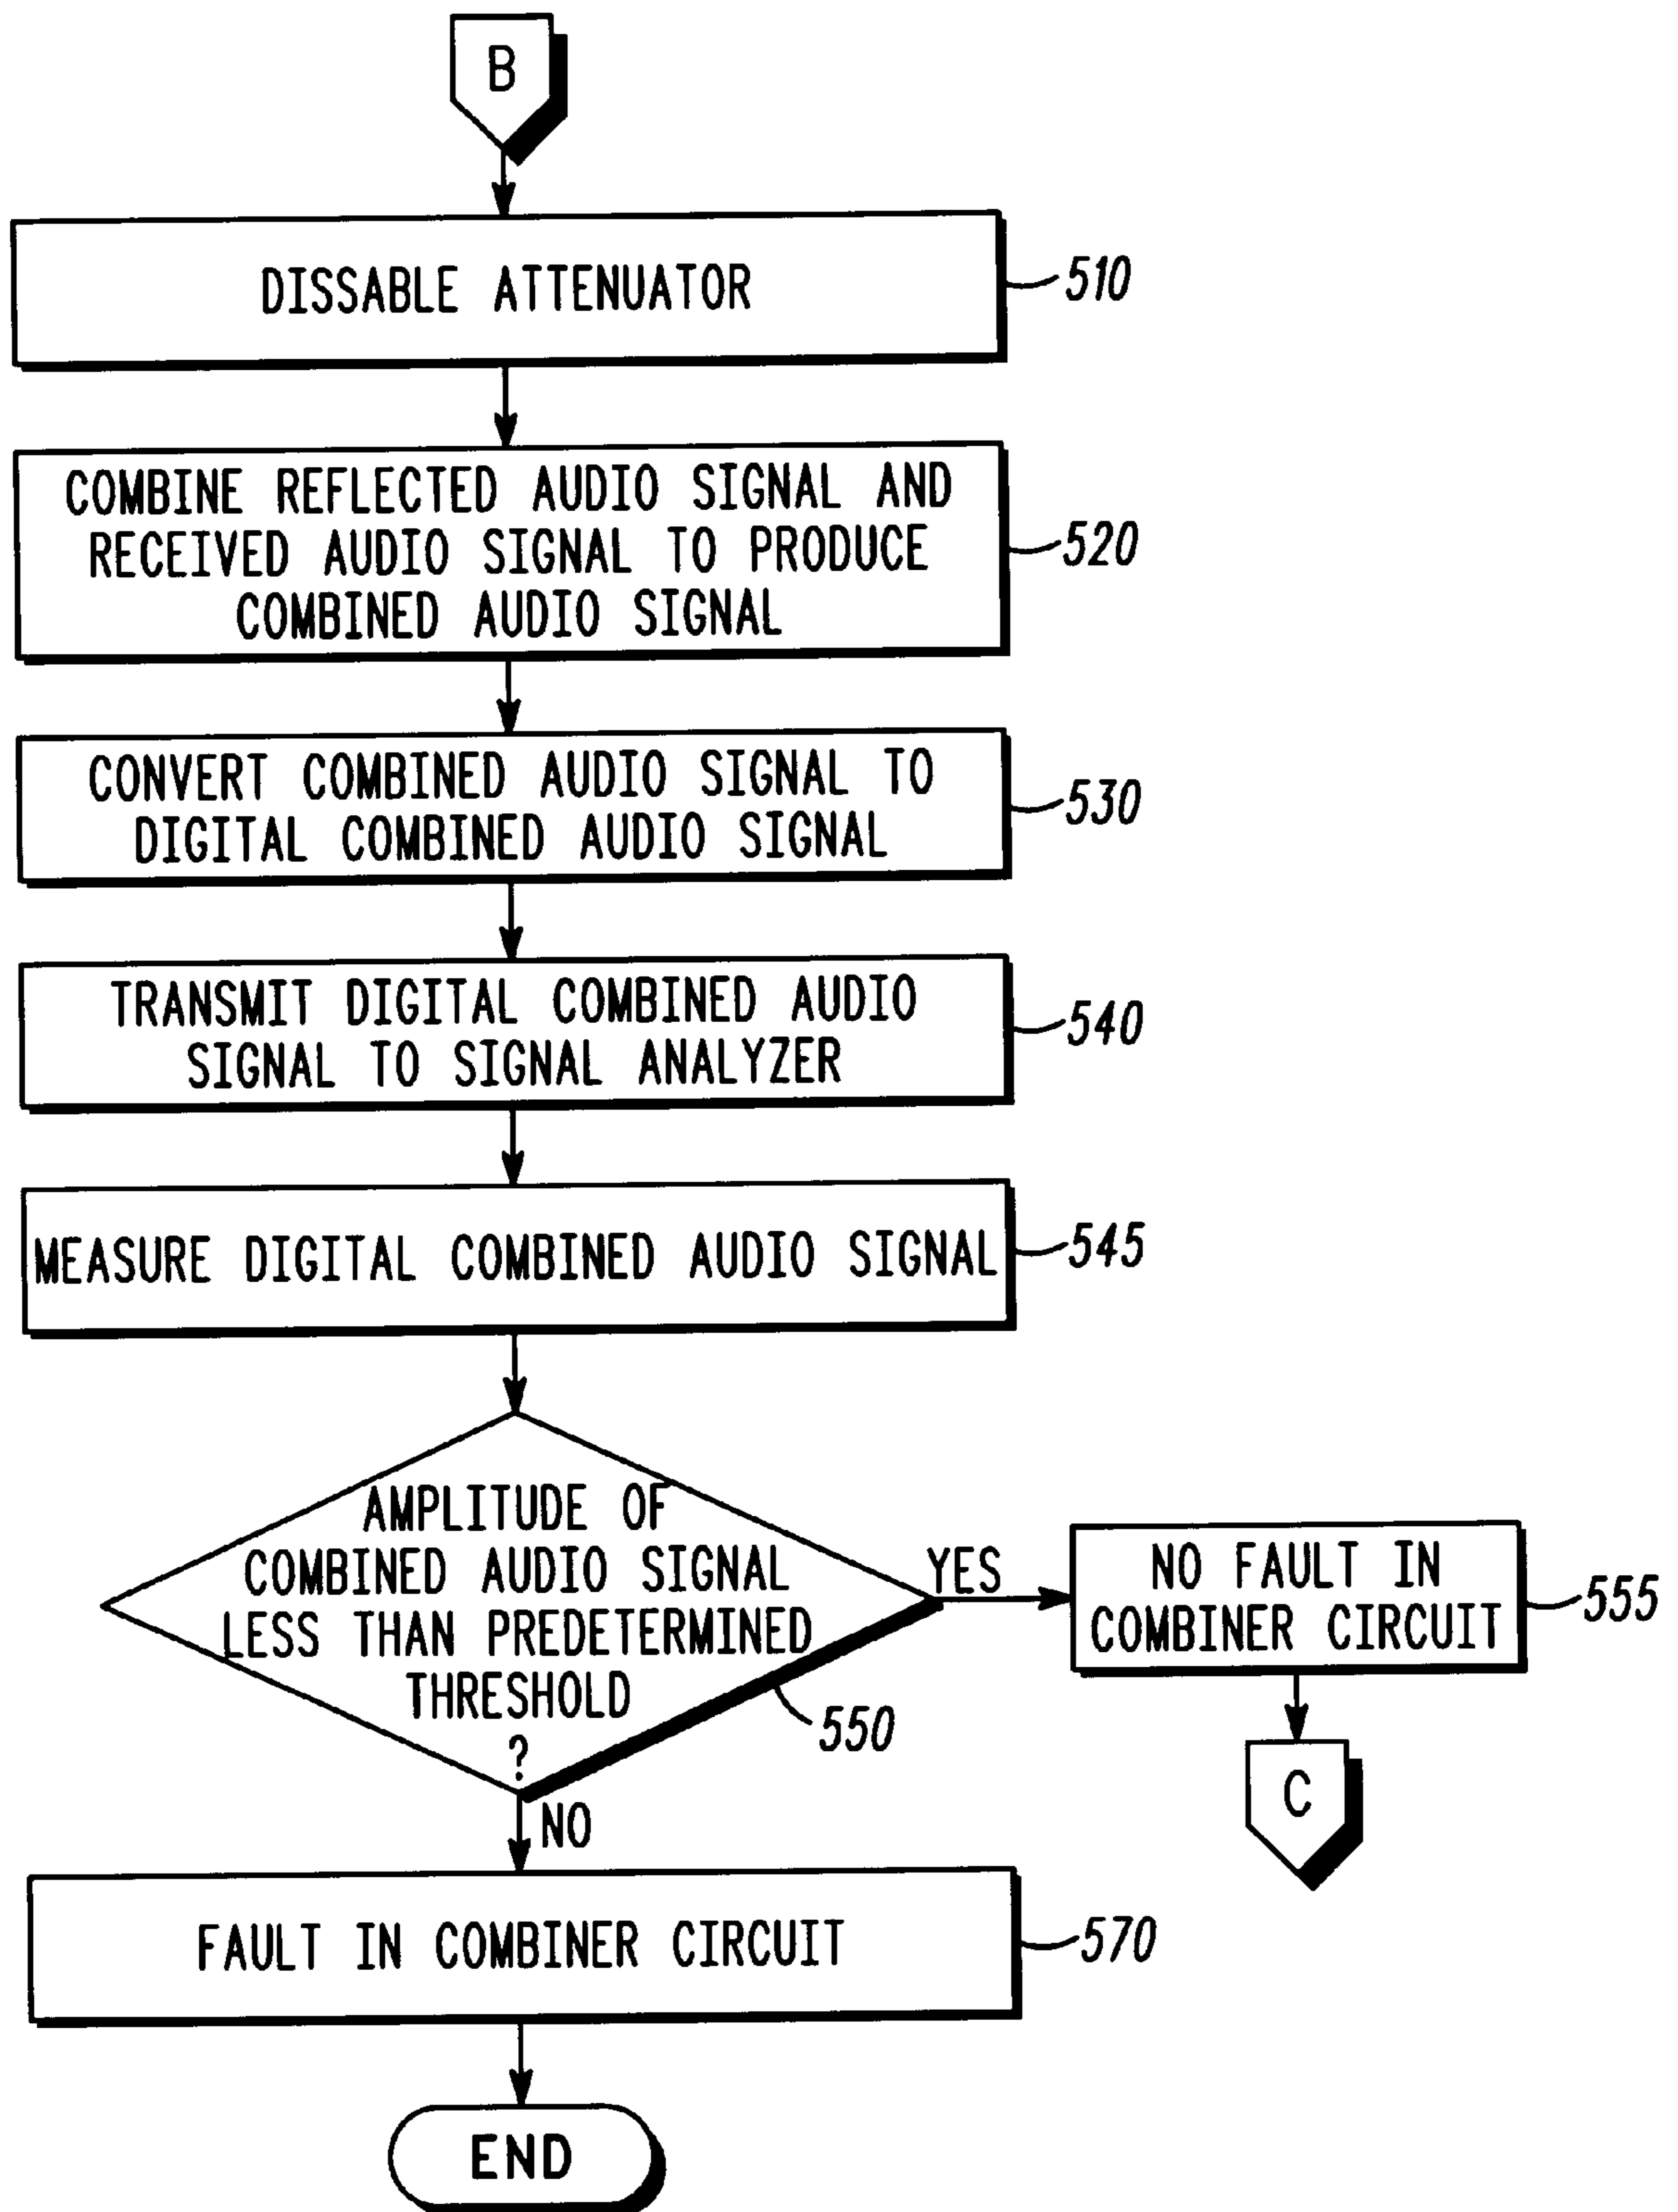 B
DISSABLE ATTENUATOR
510
COMBINE REFLECTED AUDIO SIGNAL AND
RECEIVED AUDIO SIGNAL TO PRODUCE
COMBINED AUDIO SIGNAL
520
CONVERT COMBINED AUDIO SIGNAL TO
DIGITAL COMBINED AUDIO SIGNAL
530
TRANSMIT DIGITAL COMBINED AUDIO
SIGNAL TO SIGNAL ANALYZER
540
MEASURE DIGITAL COMBINED AUDIO SIGNAL
545
AMPLITUDE OF
COMBINED AUDIO SIGNAL
LESS THAN PREDETERMINED
THRESHOLD
?
550
YES
NO FAULT IN
COMBINER CIRCUIT
555
C
NO
FAULT IN COMBINER CIRCUIT
570
END